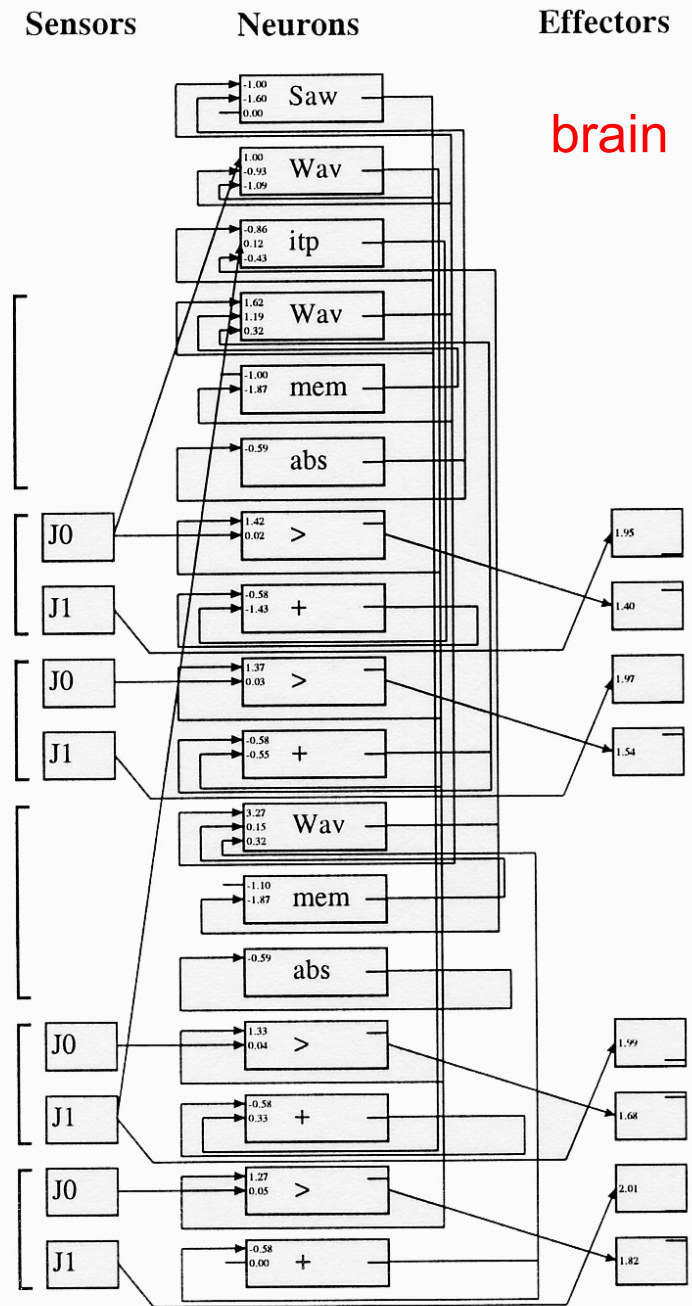 Sensors Neurons Effectors
brain
-1.00
-1.60
0.00
Saw
1.00
-0.93
-1.09
Wav
-0.86
0.12
-0.43
itp
1.62
1.19
0.32
Wav
-1.00
-1.87
mem
-0.59
abs
J0
1.42
0.02
>
1.95
J1
-0.58
-1.43
+
1.40
J0
1.37
0.03
>
1.97
J1
-0.58
-0.55
+
1.54
3.27
0.15
0.32
Wav
-1.10
-1.87
mem
-0.59
abs
J0
1.33
0.04
>
1.99
J1
-0.58
0.33
+
1.68
J0
1.27
0.05
>
2.01
J1
-0.58
0.00
+
1.82